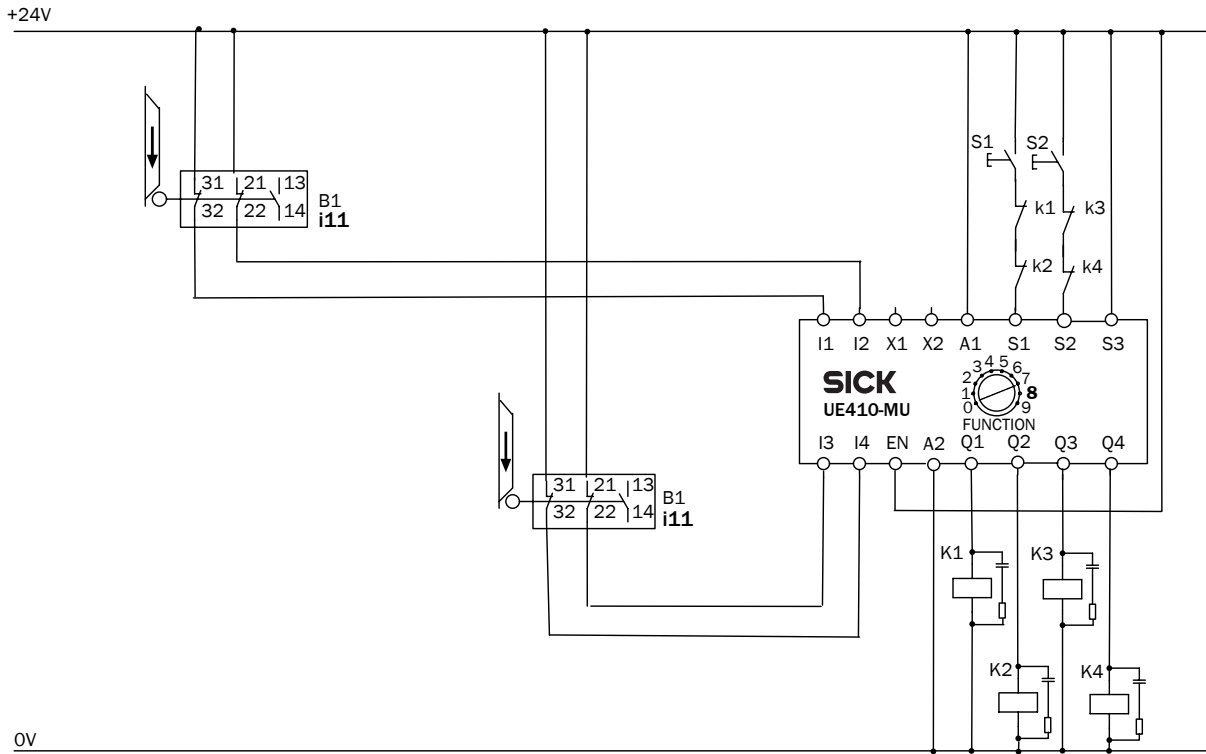 +24V
S1 S2
31 21 13
32 22 14
B1
i11
k1 k3
k2 k4
I1 I2 X1 X2 A1 S1 S2 S3
SICK
UE410-MU
0 1 2 3 4 5 6 7 8 9
FUNCTION
I3 I4 EN A2 Q1 Q2 Q3 Q4
31 21 13
32 22 14
B1
i11
K1 K3
K2 K4
0V